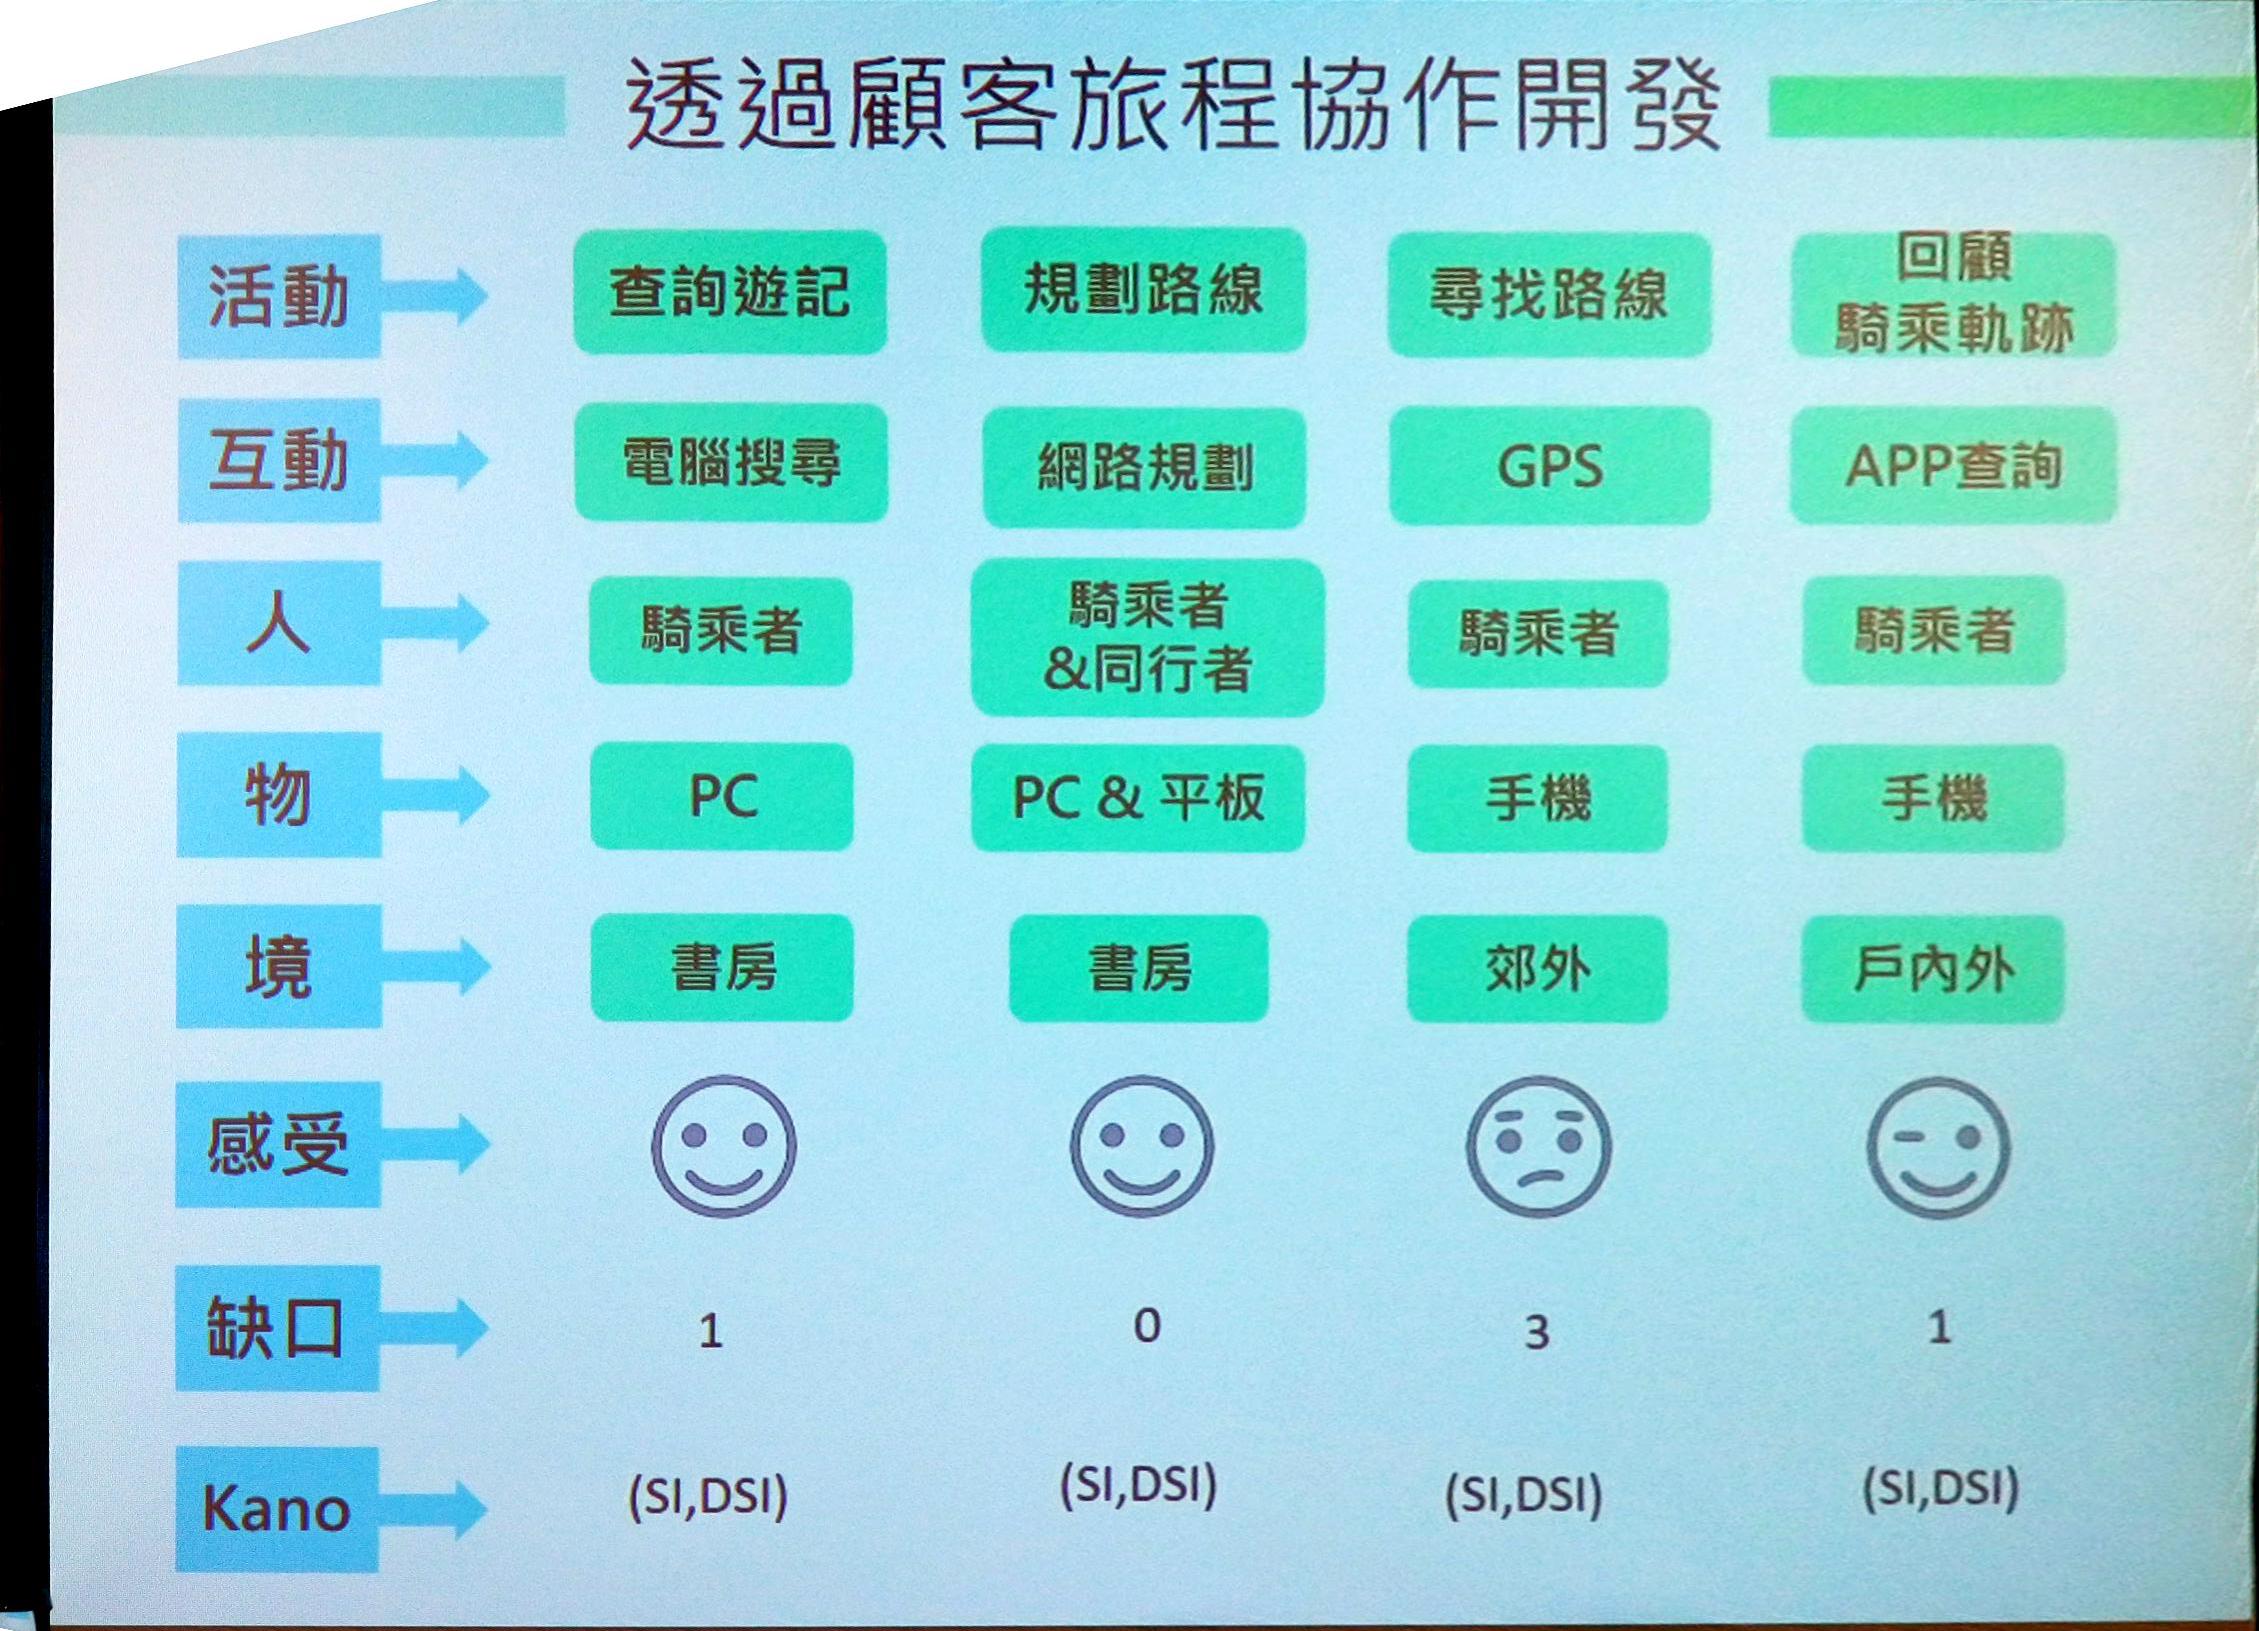 透過顧客旅程協作開發
活動
查詢遊記
規劃路線
尋找路線
回顧
騎乘軌跡
互動
電腦搜尋
網路規劃
GPS
APP查詢
人
騎乘者
騎乘者
&同行者
騎乘者
騎乘者
物
PC
PC & 平板
手機
手機
境
書房
書房
郊外
戶內外
感受
缺口
1
0
3
1
Kano
(SI,DSI)
(SI,DSI)
(SI,DSI)
(SI,DSI)